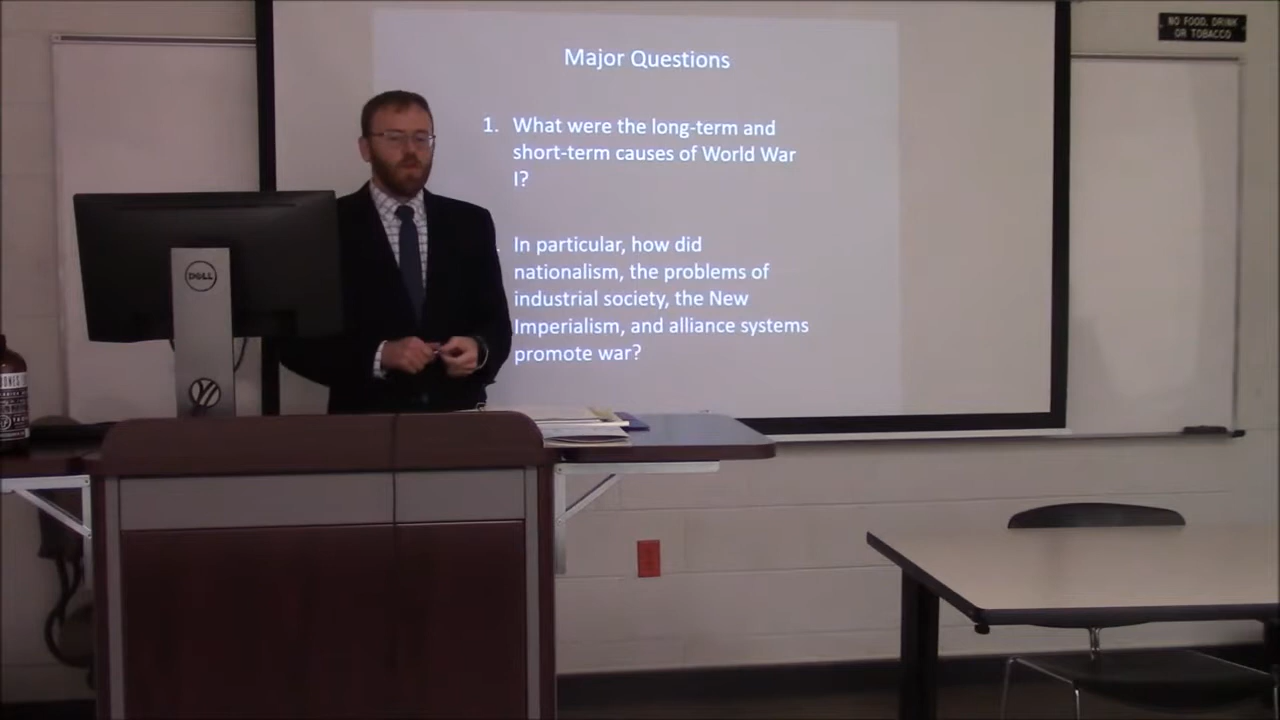 NO FOOD, DRINK
OR TOBACCO
Major Questions
1. What were the long-term and
short-term causes of World War
I?
. In particular, how did
nationalism, the problems of
industrial society, the New
Imperialism, and alliance systems
promote war?
DELL